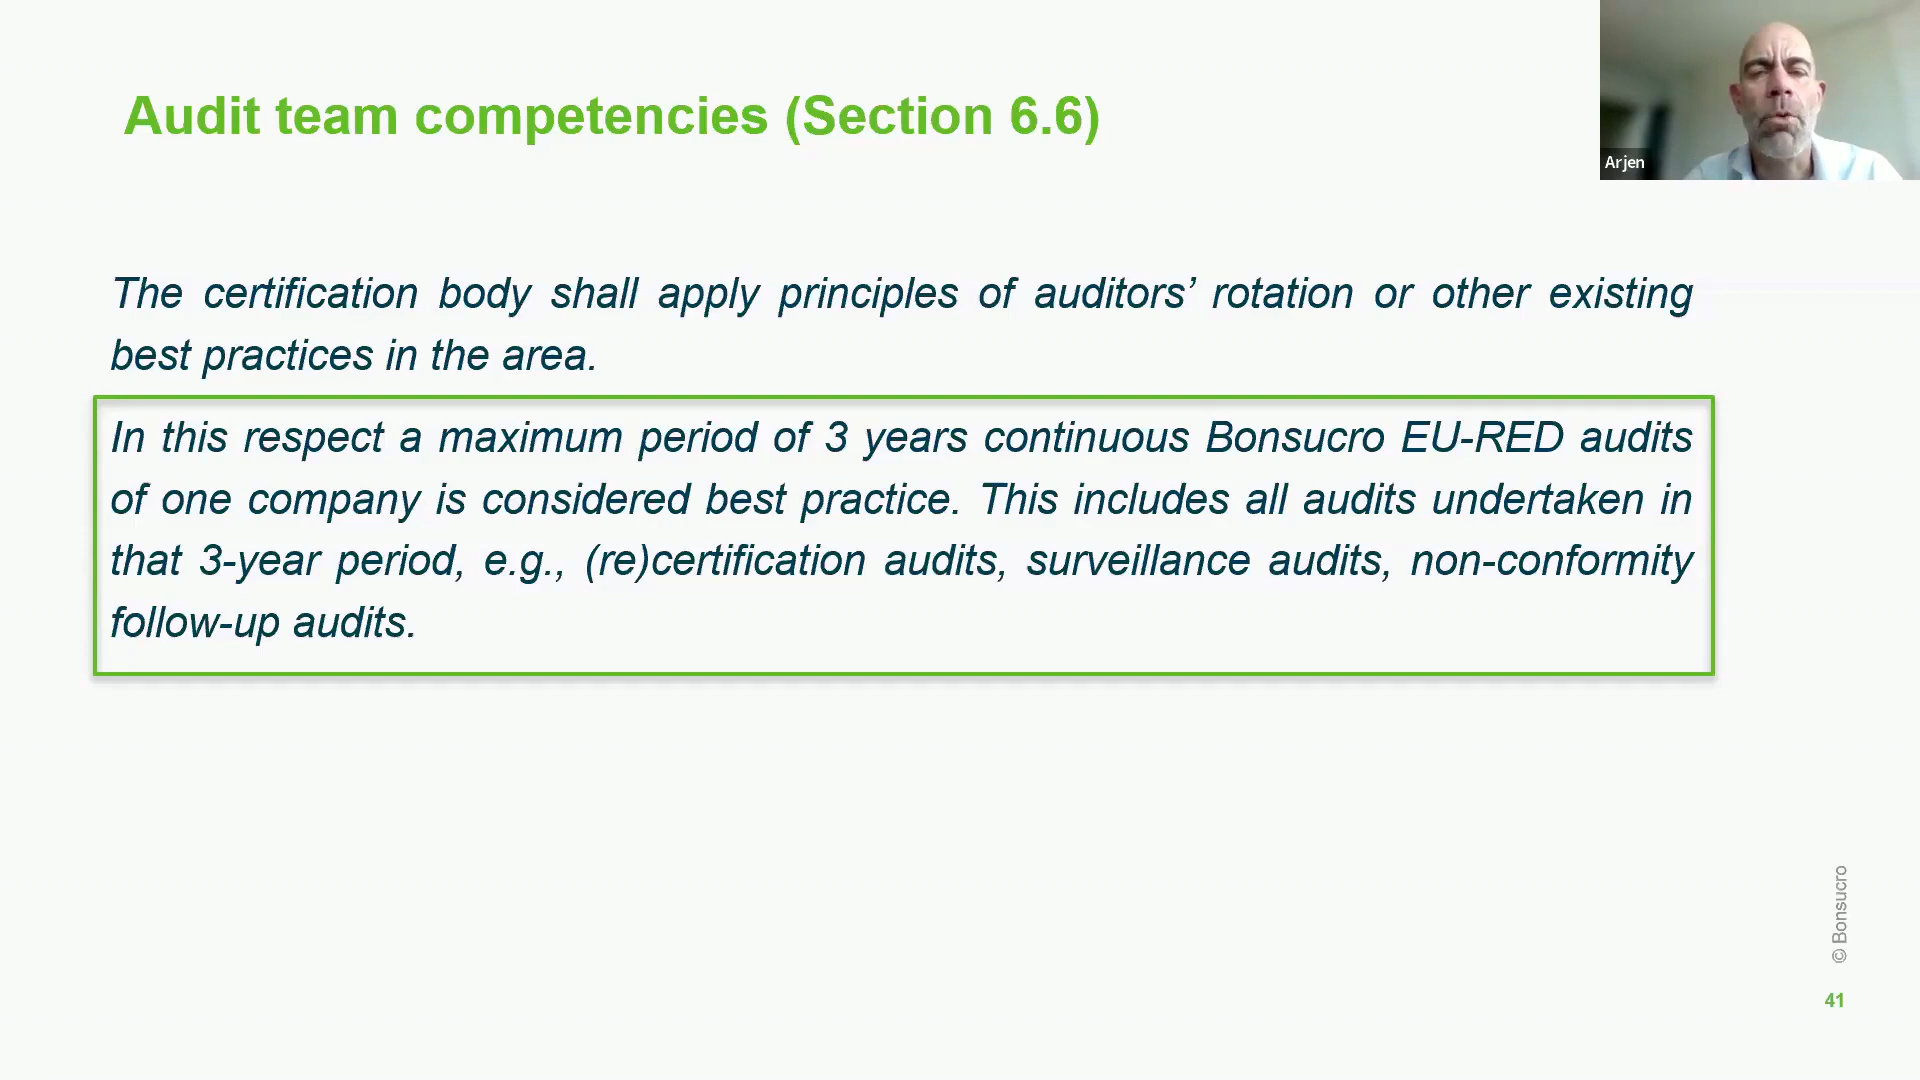 Audit team competencies (Section 6.6)
Arjen
The certification body shall apply principles of auditors’ rotation or other existing
best practices in the area.
In this respect a maximum period of 3 years continuous Bonsucro EU-RED audits
of one company is considered best practice. This includes all audits undertaken in
that 3-year period, e.g., (re)certification audits, surveillance audits, non-conformity
follow-up audits.
© Bonsucro
41